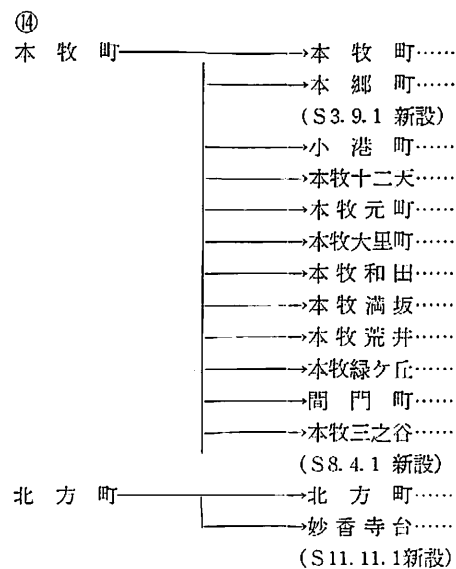 ⑭
本牧町→本牧町……
→本郷町……
(S3.9.1 新設)
→小港町……
→本牧十二天……
→本牧元町……
→本牧大里町……
→本牧和田……
→本牧満坂……
→本牧荒井……
→本牧緑ケ丘……
→間門町……
→本牧三之谷……
(S8.4.1 新設)
北方町→北方町……
→妙香寺台……
(S11.11.1新設)